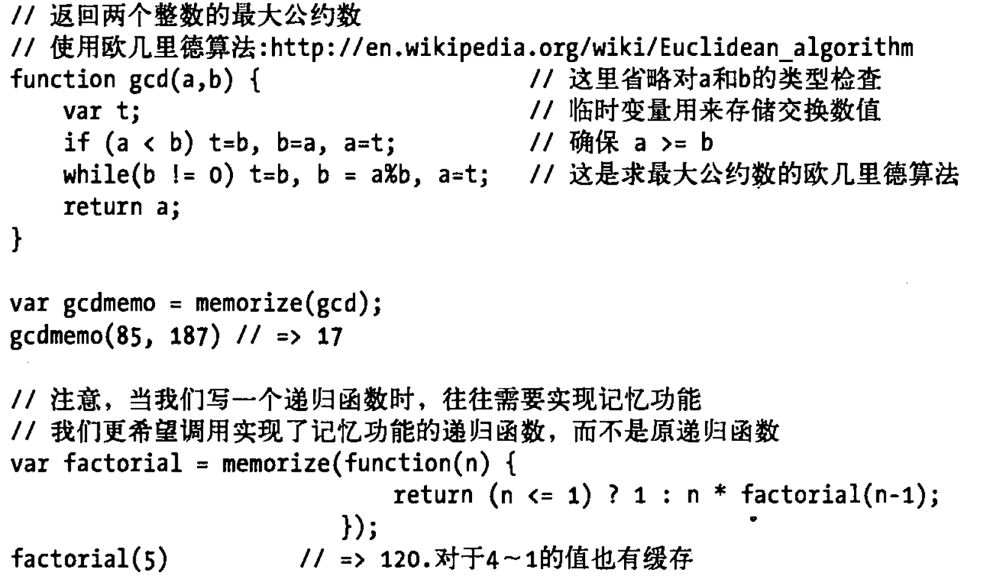 // 返回两个整数的最大公约数
// 使用欧几里德算法:http://en.wikipedia.org/wiki/Euclidean_algorithm
function gcd(a,b) { // 这里省略对a和b的类型检查
var t; // 临时变量用来存储交换数值
if (a < b) t=b, b=a, a=t; // 确保 a >= b
while(b != 0) t=b, b = a%b, a=t; // 这是求最大公约数的欧几里德算法
return a;
}
var gcdmemo = memorize(gcd);
gcdmemo(85, 187) // => 17
// 注意，当我们写一个递归函数时，往往需要实现记忆功能
// 我们更希望调用实现了记忆功能的递归函数，而不是原递归函数
var factorial = memorize(function(n) {
return (n <= 1) ? 1 : n * factorial(n-1);
});
factorial(5) // => 120.对于4~1的值也有缓存